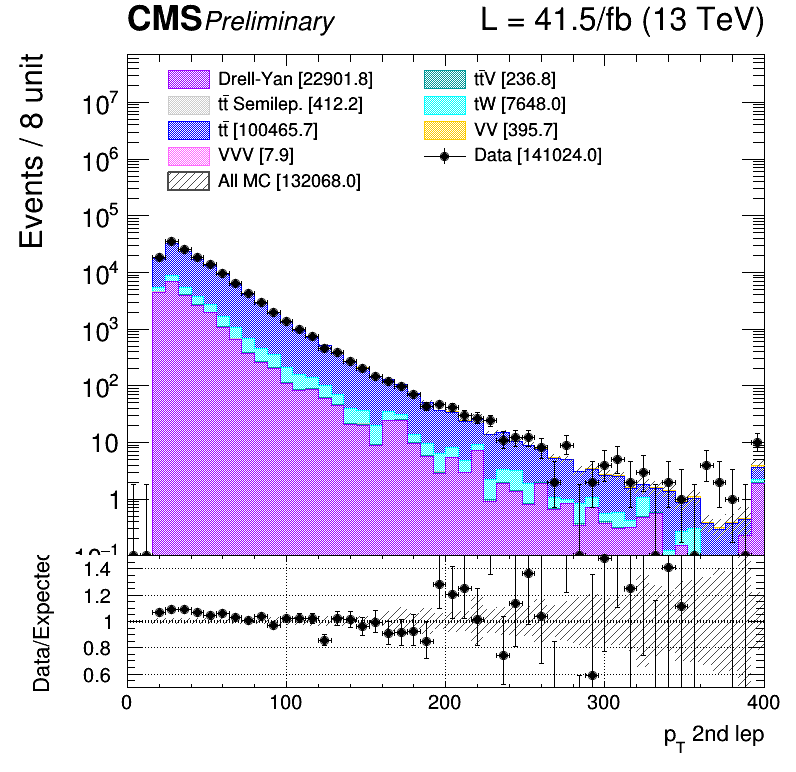 CMS Preliminary L = 41.5/fb (13 TeV)
Events / 8 unit
Drell-Yan [22901.8]
tt̄ Semilep. [412.2]
tt̄ [100465.7]
VVV [7.9]
All MC [132068.0]
tt̄V [236.8]
tW [7648.0]
VV [395.7]
Data [141024.0]
10⁷
10⁶
10⁵
10⁴
10³
10²
10
1
10⁻¹
Data/Expected
1.4
1.2
1
0.8
0.6
0 100 200 300 400
p_T 2nd lep